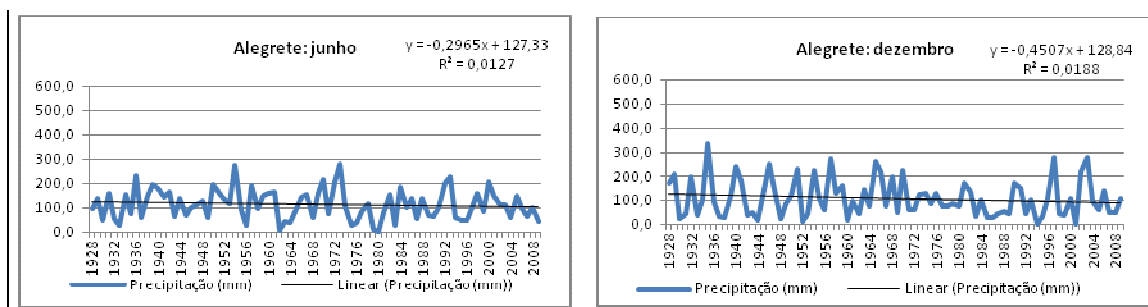 Alegrete: junho
y = -0,2965x + 127,33
R² = 0,0127
600,0
500,0
400,0
300,0
200,0
100,0
0,0
1928 1932 1936 1940 1944 1948 1952 1956 1960 1964 1968 1972 1976 1980 1984 1988 1992 1996 2000 2004 2008
Precipitação (mm) Linear (Precipitação (mm))
Alegrete: dezembro
y = -0,4507x + 128,84
R² = 0,0188
600,0
500,0
400,0
300,0
200,0
100,0
0,0
1928 1932 1936 1940 1944 1948 1952 1956 1960 1964 1968 1972 1976 1980 1984 1988 1992 1996 2000 2004 2008
Precipitação (mm) Linear (Precipitação (mm))